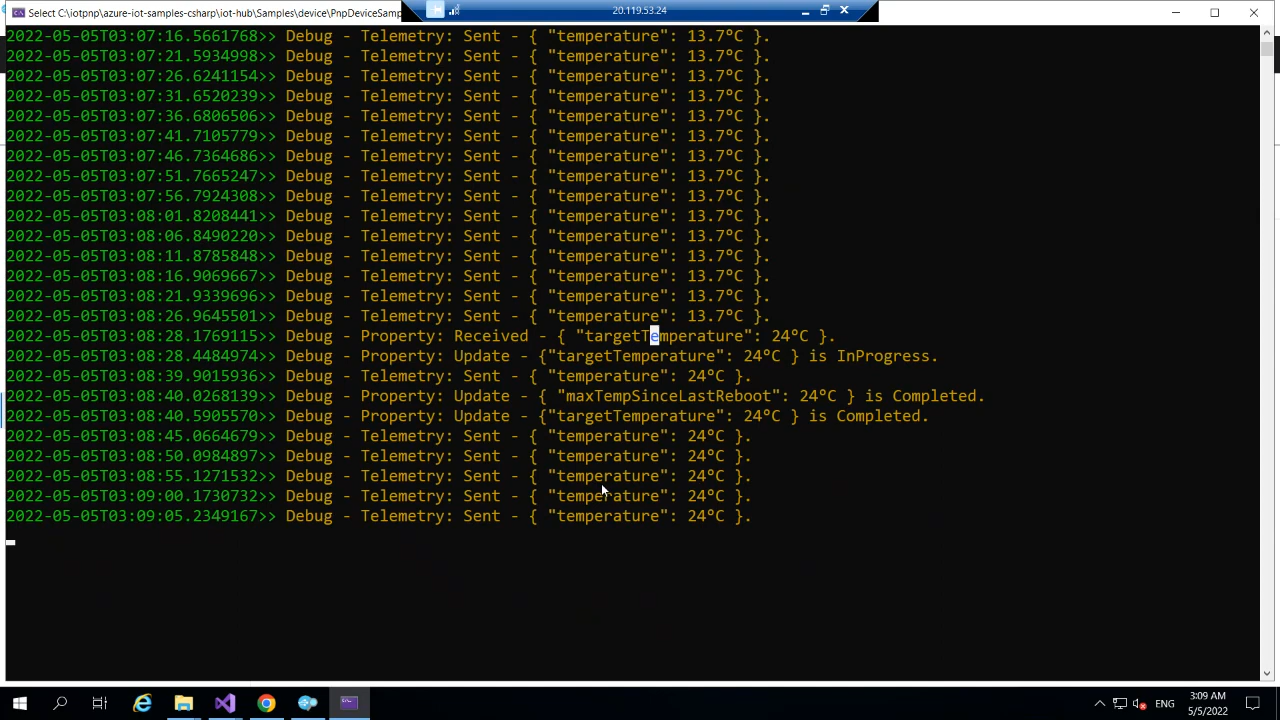 Select C:\iotpnp\azure-iot-samples-csharp\iot-hub\Samples\device\PnpDeviceSamp
20.119.53.24
2022-05-05T03:07:16.5661768>> Debug - Telemetry: Sent - { "temperature": 13.7°C }.
2022-05-05T03:07:21.5934998>> Debug - Telemetry: Sent - { "temperature": 13.7°C }.
2022-05-05T03:07:26.6241154>> Debug - Telemetry: Sent - { "temperature": 13.7°C }.
2022-05-05T03:07:31.6520239>> Debug - Telemetry: Sent - { "temperature": 13.7°C }.
2022-05-05T03:07:36.6806506>> Debug - Telemetry: Sent - { "temperature": 13.7°C }.
2022-05-05T03:07:41.7105779>> Debug - Telemetry: Sent - { "temperature": 13.7°C }.
2022-05-05T03:07:46.7364686>> Debug - Telemetry: Sent - { "temperature": 13.7°C }.
2022-05-05T03:07:51.7665247>> Debug - Telemetry: Sent - { "temperature": 13.7°C }.
2022-05-05T03:07:56.7924308>> Debug - Telemetry: Sent - { "temperature": 13.7°C }.
2022-05-05T03:08:01.8208441>> Debug - Telemetry: Sent - { "temperature": 13.7°C }.
2022-05-05T03:08:06.8490220>> Debug - Telemetry: Sent - { "temperature": 13.7°C }.
2022-05-05T03:08:11.8785848>> Debug - Telemetry: Sent - { "temperature": 13.7°C }.
2022-05-05T03:08:16.9069667>> Debug - Telemetry: Sent - { "temperature": 13.7°C }.
2022-05-05T03:08:21.9339696>> Debug - Telemetry: Sent - { "temperature": 13.7°C }.
2022-05-05T03:08:26.9645501>> Debug - Telemetry: Sent - { "temperature": 13.7°C }.
2022-05-05T03:08:28.1769115>> Debug - Property: Received - { "targetTemperature": 24°C }.
2022-05-05T03:08:28.4484974>> Debug - Property: Update - {"targetTemperature": 24°C } is InProgress.
2022-05-05T03:08:39.9015936>> Debug - Telemetry: Sent - { "temperature": 24°C }.
2022-05-05T03:08:40.0268139>> Debug - Property: Update - { "maxTempSinceLastReboot": 24°C } is Completed.
2022-05-05T03:08:40.5905570>> Debug - Property: Update - {"targetTemperature": 24°C } is Completed.
2022-05-05T03:08:45.0664679>> Debug - Telemetry: Sent - { "temperature": 24°C }.
2022-05-05T03:08:50.0984897>> Debug - Telemetry: Sent - { "temperature": 24°C }.
2022-05-05T03:08:55.1271532>> Debug - Telemetry: Sent - { "temperature": 24°C }.
2022-05-05T03:09:00.1730732>> Debug - Telemetry: Sent - { "temperature": 24°C }.
2022-05-05T03:09:05.2349167>> Debug - Telemetry: Sent - { "temperature": 24°C }.
ENG
3:09 AM
5/5/2022